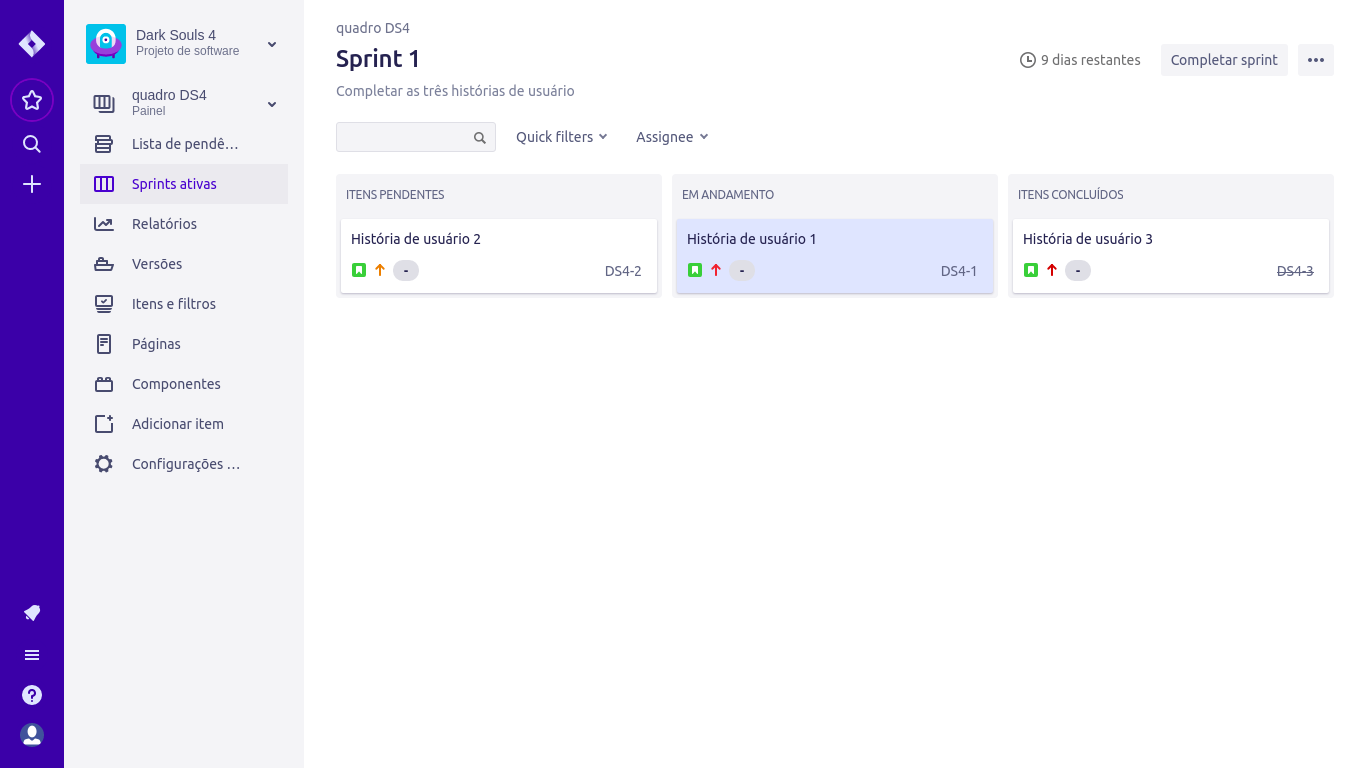 Dark Souls 4
Projeto de software
quadro DS4
Painel
Lista de pendê...
Sprints ativas
Relatórios
Versões
Itens e filtros
Páginas
Componentes
Adicionar item
Configurações ...
quadro DS4
Sprint 1
9 dias restantes
Completar sprint
Completar as três histórias de usuário
Quick filters
Assignee
ITENS PENDENTES
História de usuário 2
-
DS4-2
EM ANDAMENTO
História de usuário 1
-
DS4-1
ITENS CONCLUÍDOS
História de usuário 3
-
DS4-3